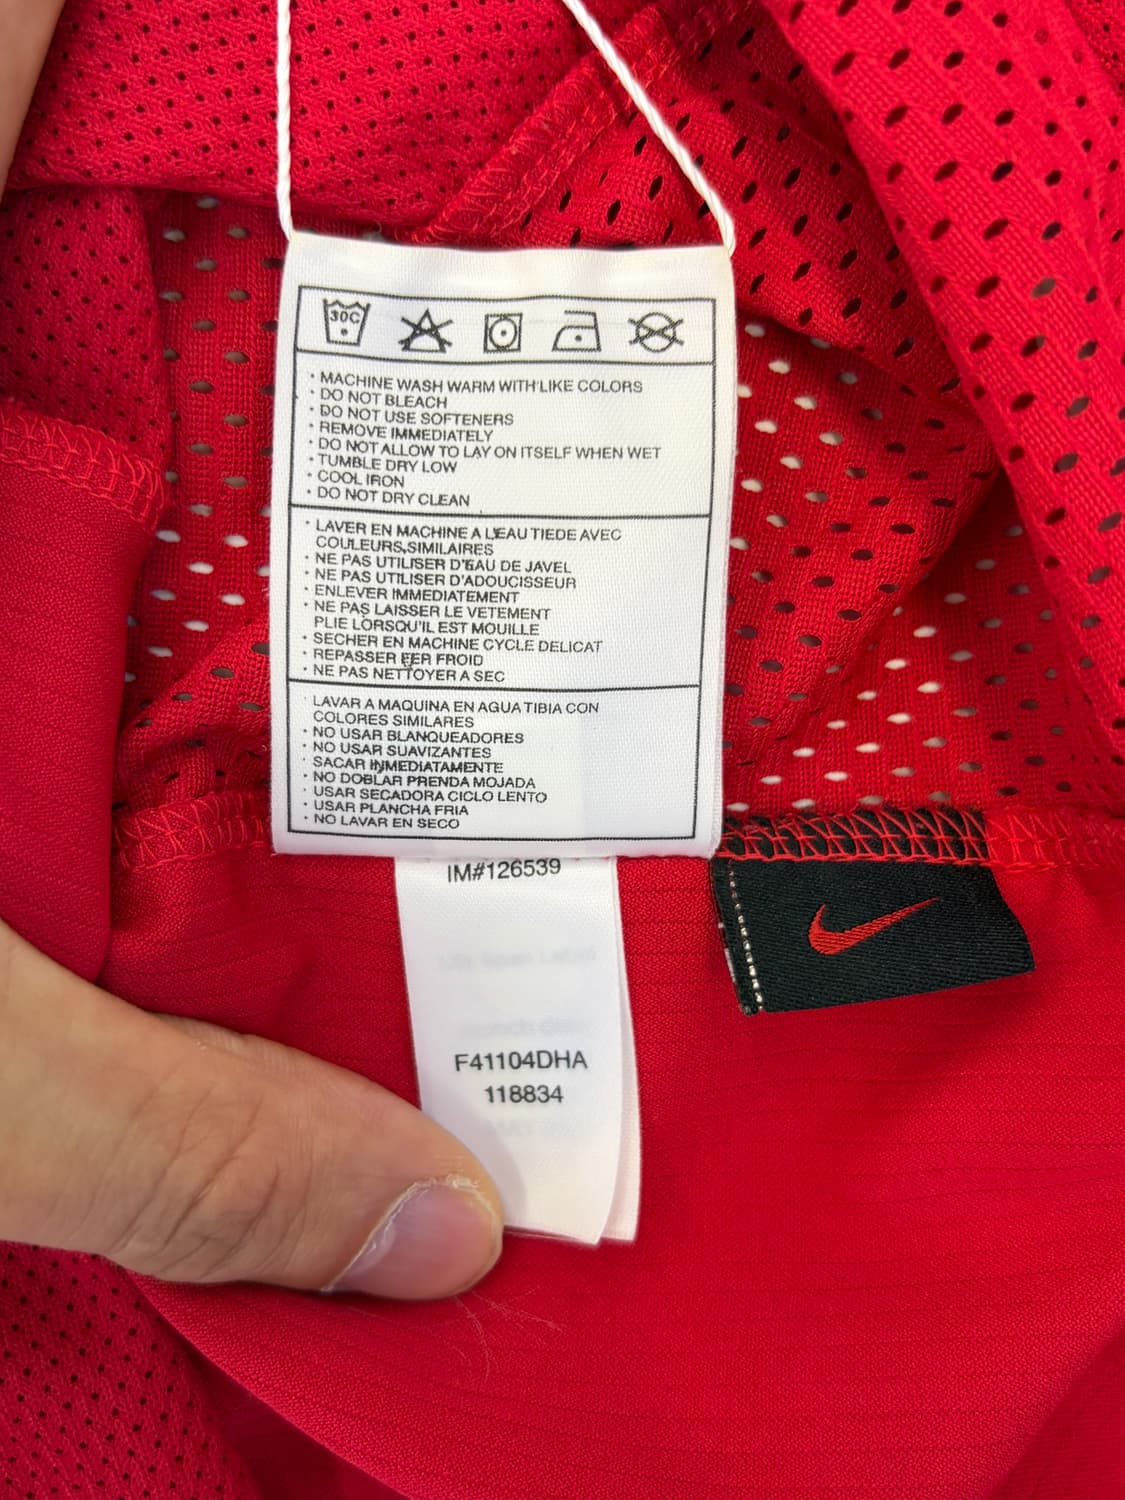 30C
· MACHINE WASH WARM WITH LIKE COLORS
· DO NOT BLEACH
· DO NOT USE SOFTENERS
· REMOVE IMMEDIATELY
· DO NOT ALLOW TO LAY ON ITSELF WHEN WET
· TUMBLE DRY LOW
· COOL IRON
· DO NOT DRY CLEAN
· LAVER EN MACHINE A L'EAU TIEDE AVEC
COULEURS SIMILAIRES
· NE PAS UTILISER D'EAU DE JAVEL
· NE PAS UTILISER D'ADOUCISSEUR
· ENLEVER IMMEDIATEMENT
· NE PAS LAISSER LE VETEMENT
PLIE LORSQU'IL EST MOUILLE
· SECHER EN MACHINE CYCLE DELICAT
· REPASSER FER FROID
· NE PAS NETTOYER A SEC
· LAVAR A MAQUINA EN AGUA TIBIA CON
COLORES SIMILARES
· NO USAR BLANQUEADORES
· NO USAR SUAVIZANTES
· SACAR INMEDIATAMENTE
· NO DOBLAR PRENDA MOJADA
· USAR SECADORA CICLO LENTO
· USAR PLANCHA FRIA
· NO LAVAR EN SECO
IM#126539
F41104DHA
118834